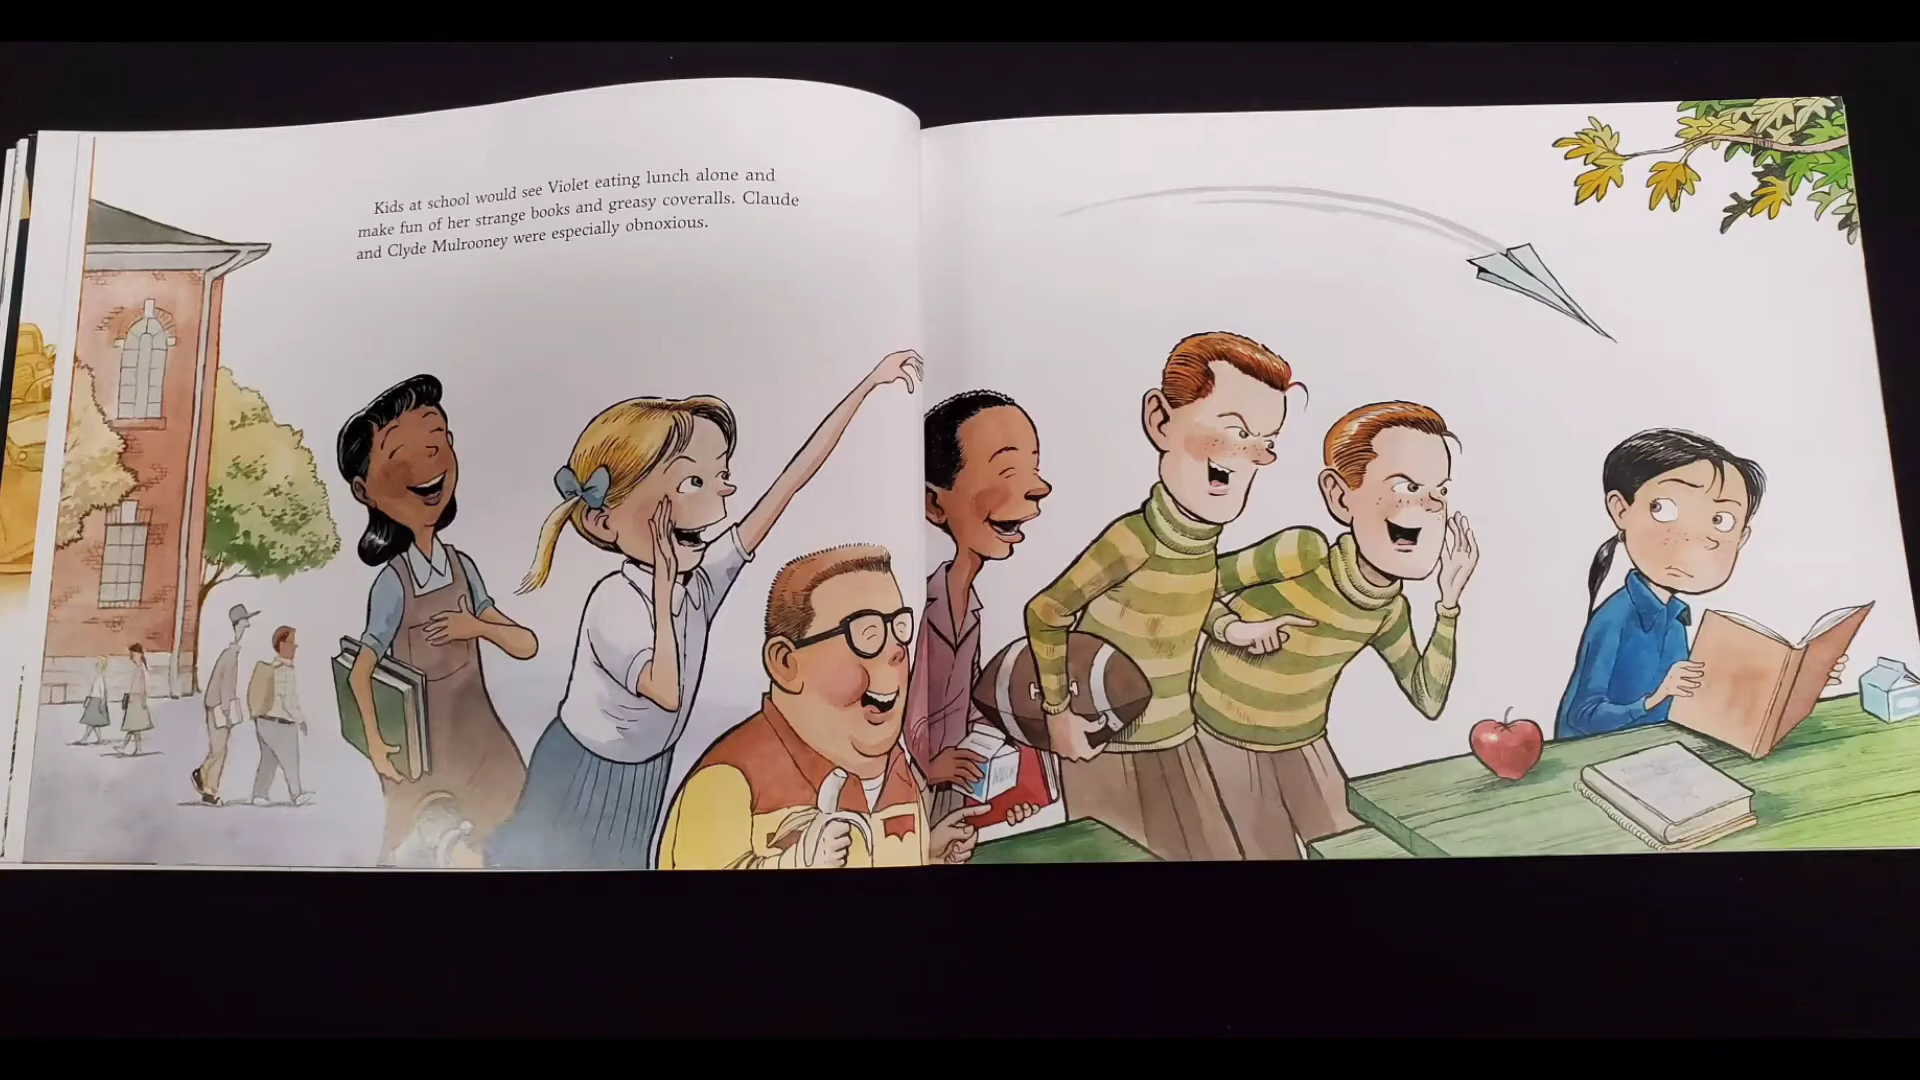 Kids at school would see Violet eating lunch alone and
make fun of her strange books and greasy coveralls. Claude
and Clyde Mulrooney were especially obnoxious.
MILK